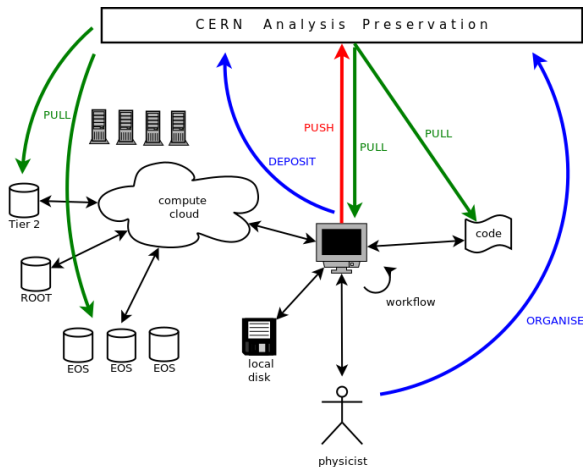 CERN Analysis Preservation
PULL
PUSH
PULL
PULL
DEPOSIT
compute
cloud
Tier 2
code
ROOT
workflow
ORGANISE
EOS
EOS
EOS
local
disk
physicist